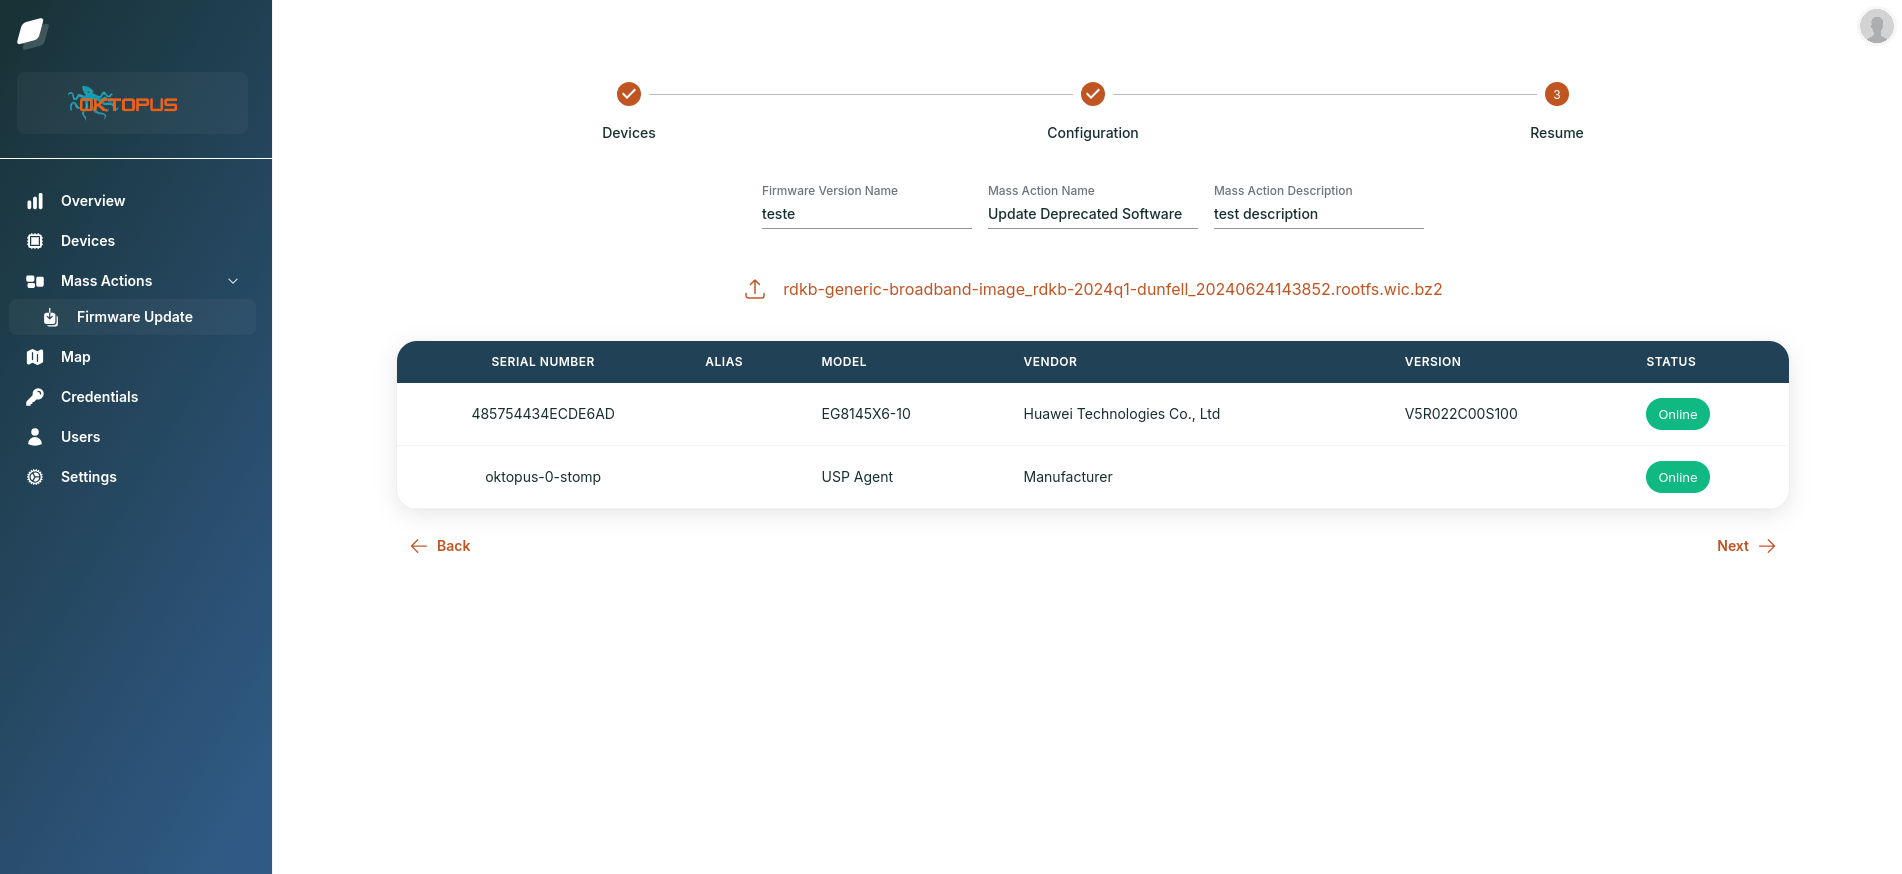 OKTOPUS
Overview
Devices
Mass Actions
Firmware Update
Map
Credentials
Users
Settings
Devices
Configuration
3
Resume
Firmware Version Name
teste
Mass Action Name
Update Deprecated Software
Mass Action Description
test description
rdkb-generic-broadband-image_rdkb-2024q1-dunfell_20240624143852.rootfs.wic.bz2
SERIAL NUMBER ALIAS MODEL VENDOR VERSION STATUS
485754434ECDE6AD EG8145X6-10 Huawei Technologies Co., Ltd V5R022C00S100 Online
oktopus-0-stomp USP Agent Manufacturer Online
Back Next